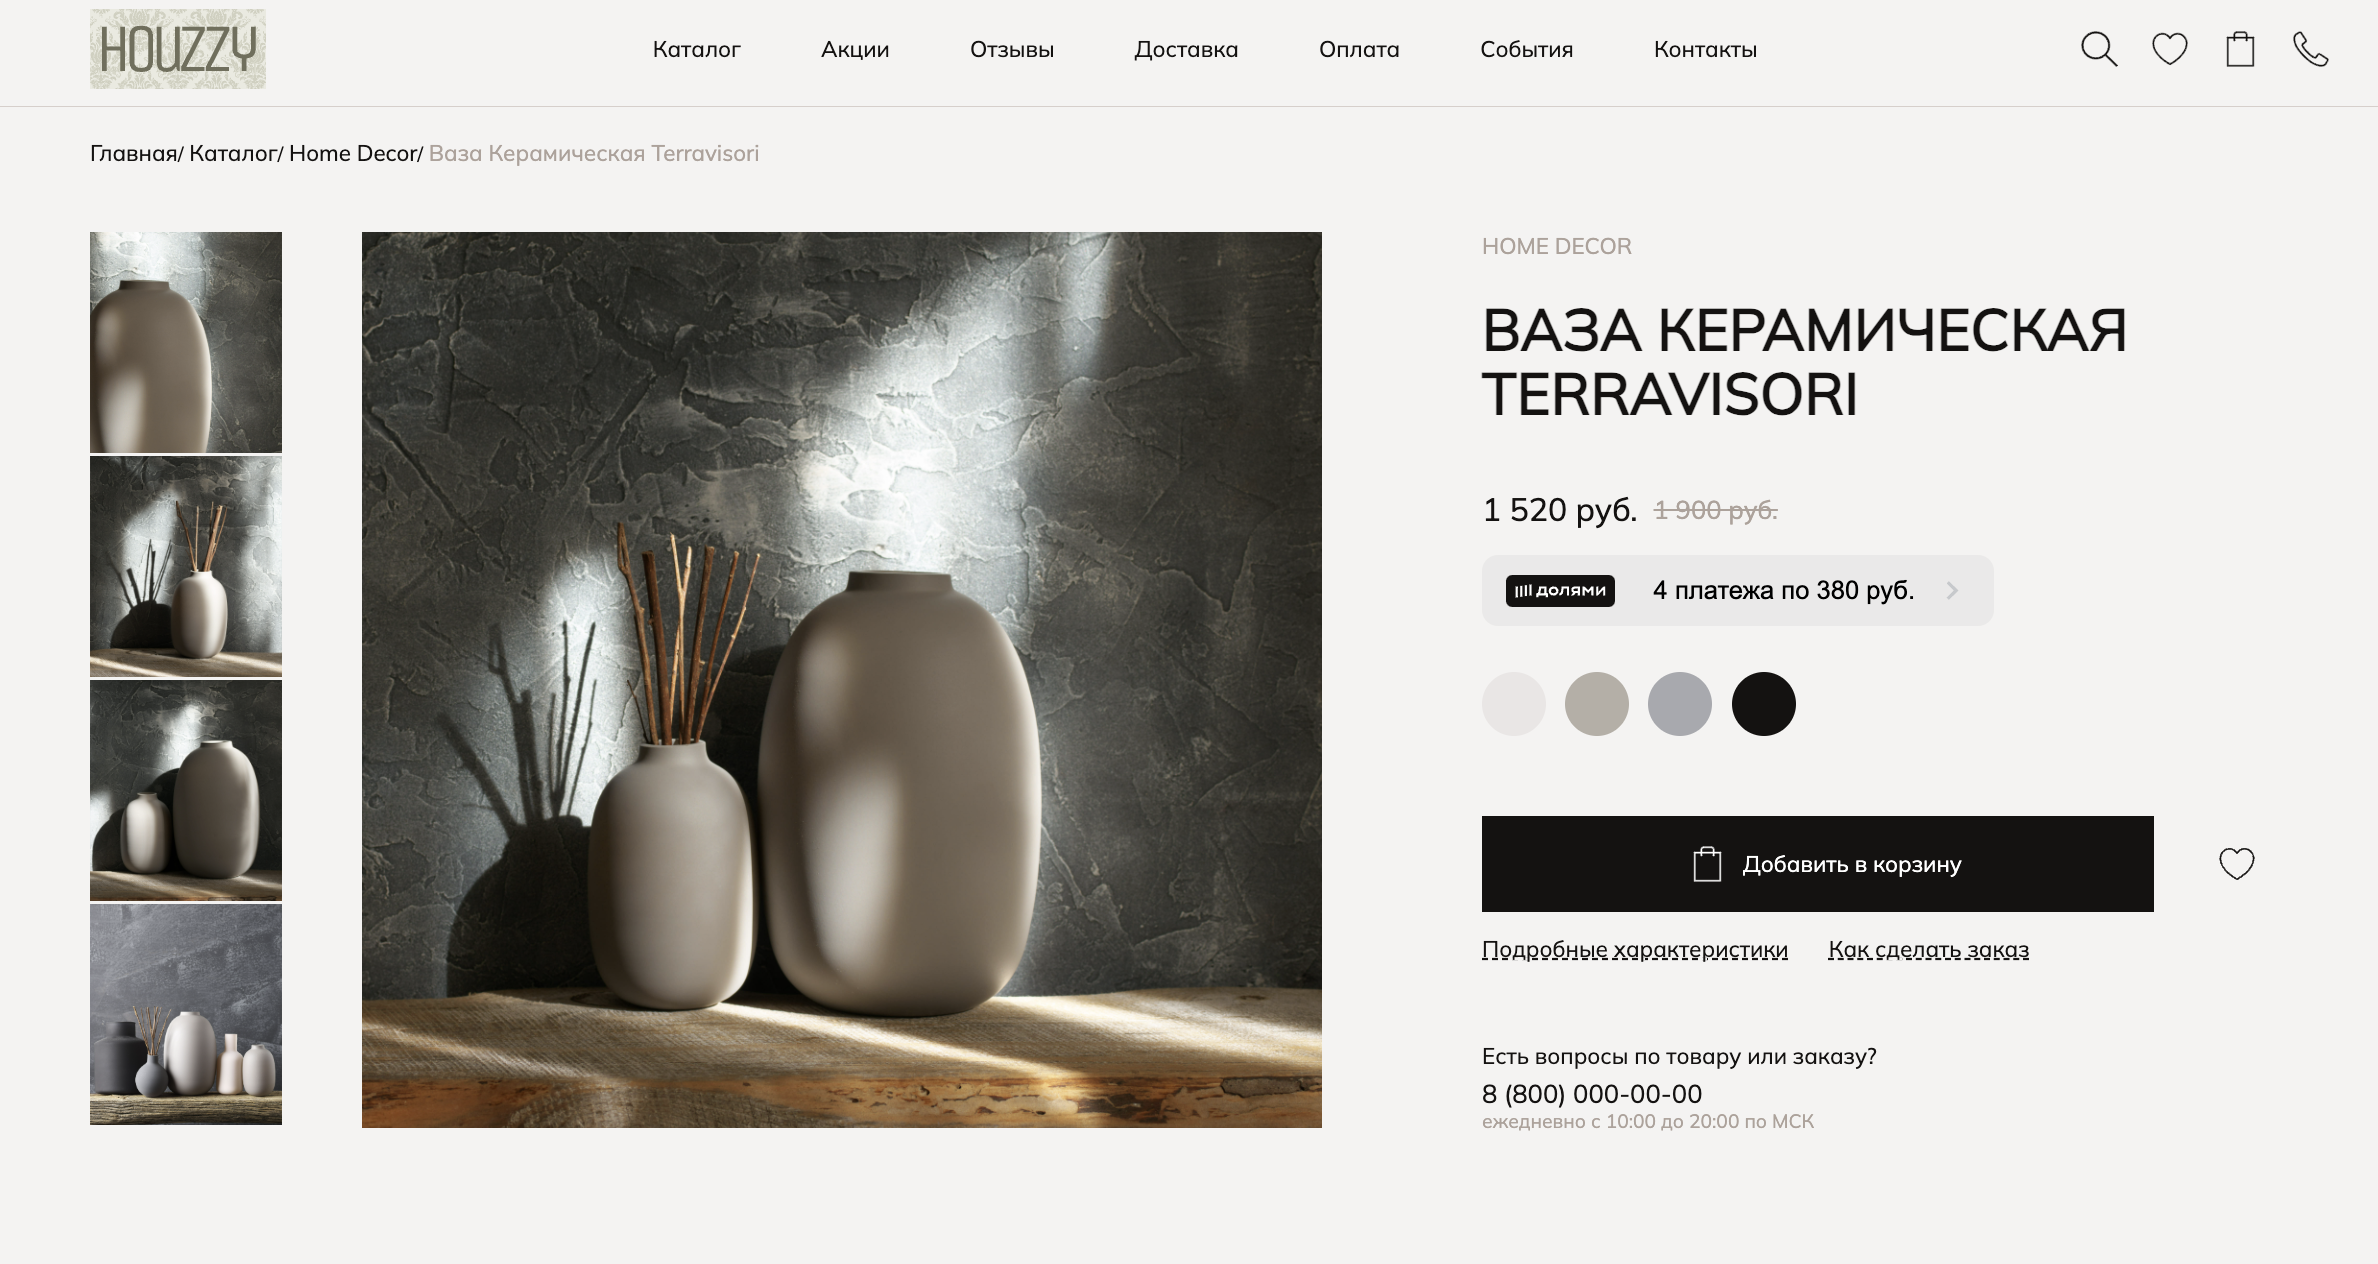 HOUZZY
Каталог
Акции
Отзывы
Доставка
Оплата
События
Контакты
Главная/ Каталог/ Home Decor/ Ваза Керамическая Terravisori
HOME DECOR
ВАЗА КЕРАМИЧЕСКАЯ
TERRAVISORI
1 520 руб. 1 900 руб.
долями 4 платежа по 380 руб.
Добавить в корзину
Подробные характеристики Как сделать заказ
Есть вопросы по товару или заказу?
8 (800) 000-00-00
ежедневно с 10:00 до 20:00 по МСК